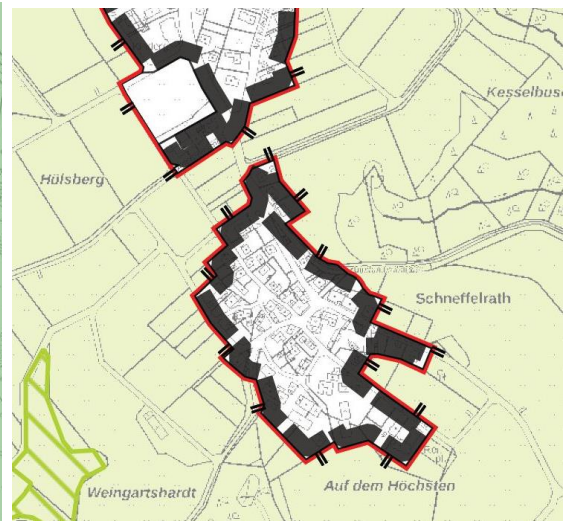 Kesselbusc
Hülsberg
Schneffelrath
Weingartshardt
Auf dem Höchsten